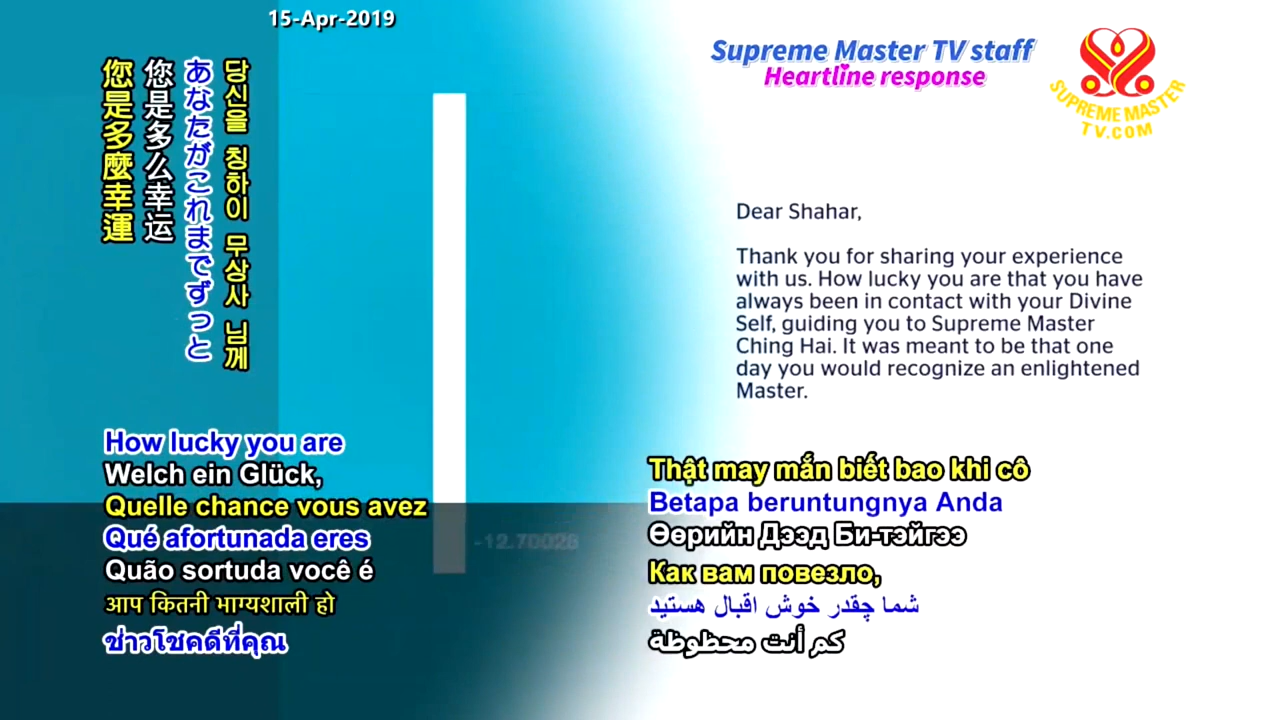 15-Apr-2019
Supreme Master TV staff
Heartline response
SUPREME MASTER
TV.COM
您是多麼幸運
您是多么幸运
あなたがこれまでずっと
당신을 칭하이 무상사 님께
Dear Shahar,
Thank you for sharing your experience
with us. How lucky you are that you have
always been in contact with your Divine
Self, guiding you to Supreme Master
Ching Hai. It was meant to be that one
day you would recognize an enlightened
Master.
How lucky you are
Welch ein Glück,
Quelle chance vous avez
Qué afortunada eres
Quão sortuda você é
आप कितनी भाग्यशाली हो
ช่าวโชคดีที่คุณ
Thật may mắn biết bao khi cô
Betapa beruntungnya Anda
Өөрийн Дээд Би-тэйгээ
Как вам повезло,
شما چقدر خوش اقبال هستید
كم أنت محظوظة
-12.70028